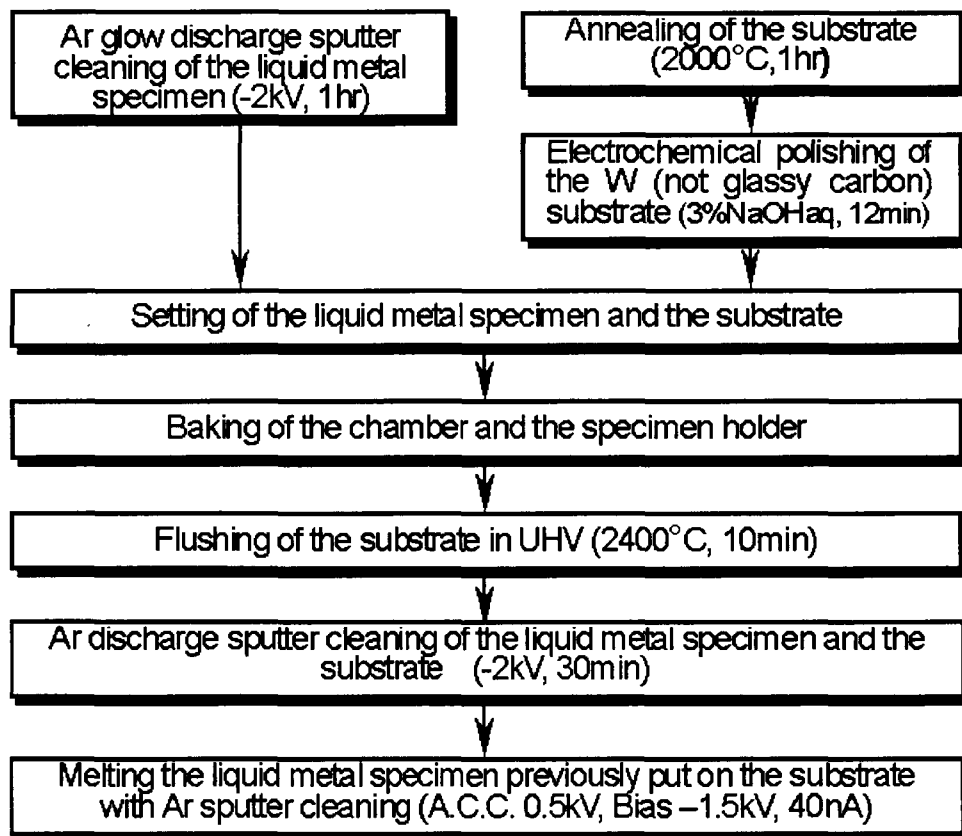 Ar glow discharge sputter
cleaning of the liquid metal
specimen (-2kV, 1hr)
Annealing of the substrate
(2000°C,1hr)
Electrochemical polishing of
the W (not glassy carbon)
substrate (3%NaOHaq, 12min)
Setting of the liquid metal specimen and the substrate
Baking of the chamber and the specimen holder
Flushing of the substrate in UHV (2400°C, 10min)
Ar discharge sputter cleaning of the liquid metal specimen and the
substrate (-2kV, 30min)
Melting the liquid metal specimen previously put on the substrate
with Ar sputter cleaning (A.C.C. 0.5kV, Bias –1.5kV, 40nA)